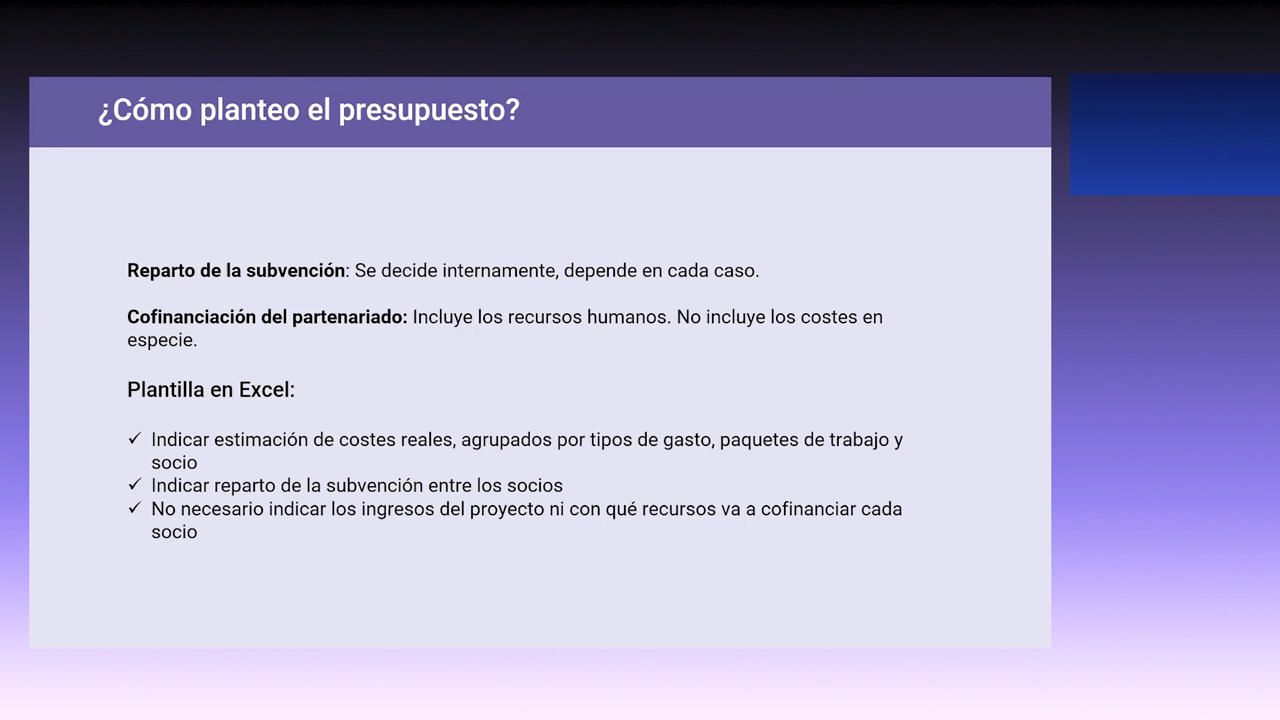 ¿Cómo planteo el presupuesto?
Reparto de la subvención: Se decide internamente, depende en cada caso.
Cofinanciación del partenariado: Incluye los recursos humanos. No incluye los costes en
especie.
Plantilla en Excel:
✓ Indicar estimación de costes reales, agrupados por tipos de gasto, paquetes de trabajo y
socio
✓ Indicar reparto de la subvención entre los socios
✓ No necesario indicar los ingresos del proyecto ni con qué recursos va a cofinanciar cada
socio